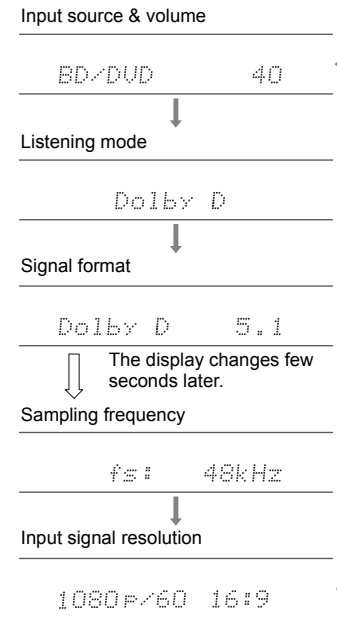 Input source & volume
BD/DVD 40
Listening mode
Dolby D
Signal format
Dolby D 5.1
The display changes few
seconds later.
Sampling frequency
fs: 48kHz
Input signal resolution
1080p/60 16:9